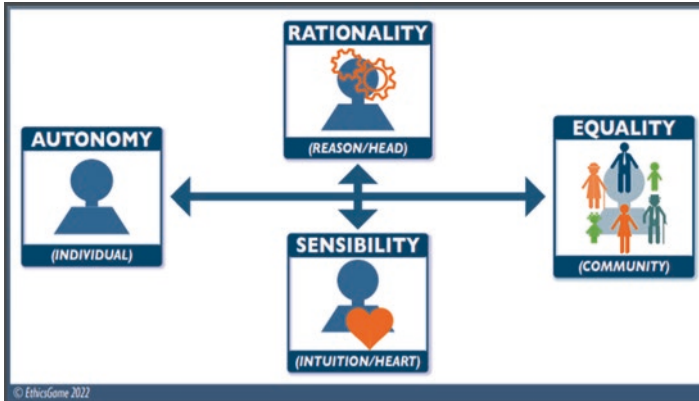 RATIONALITY
(REASON/HEAD)
AUTONOMY
(INDIVIDUAL)
EQUALITY
(COMMUNITY)
SENSIBILITY
(INTUITION/HEART)
© EthicsGame 2022